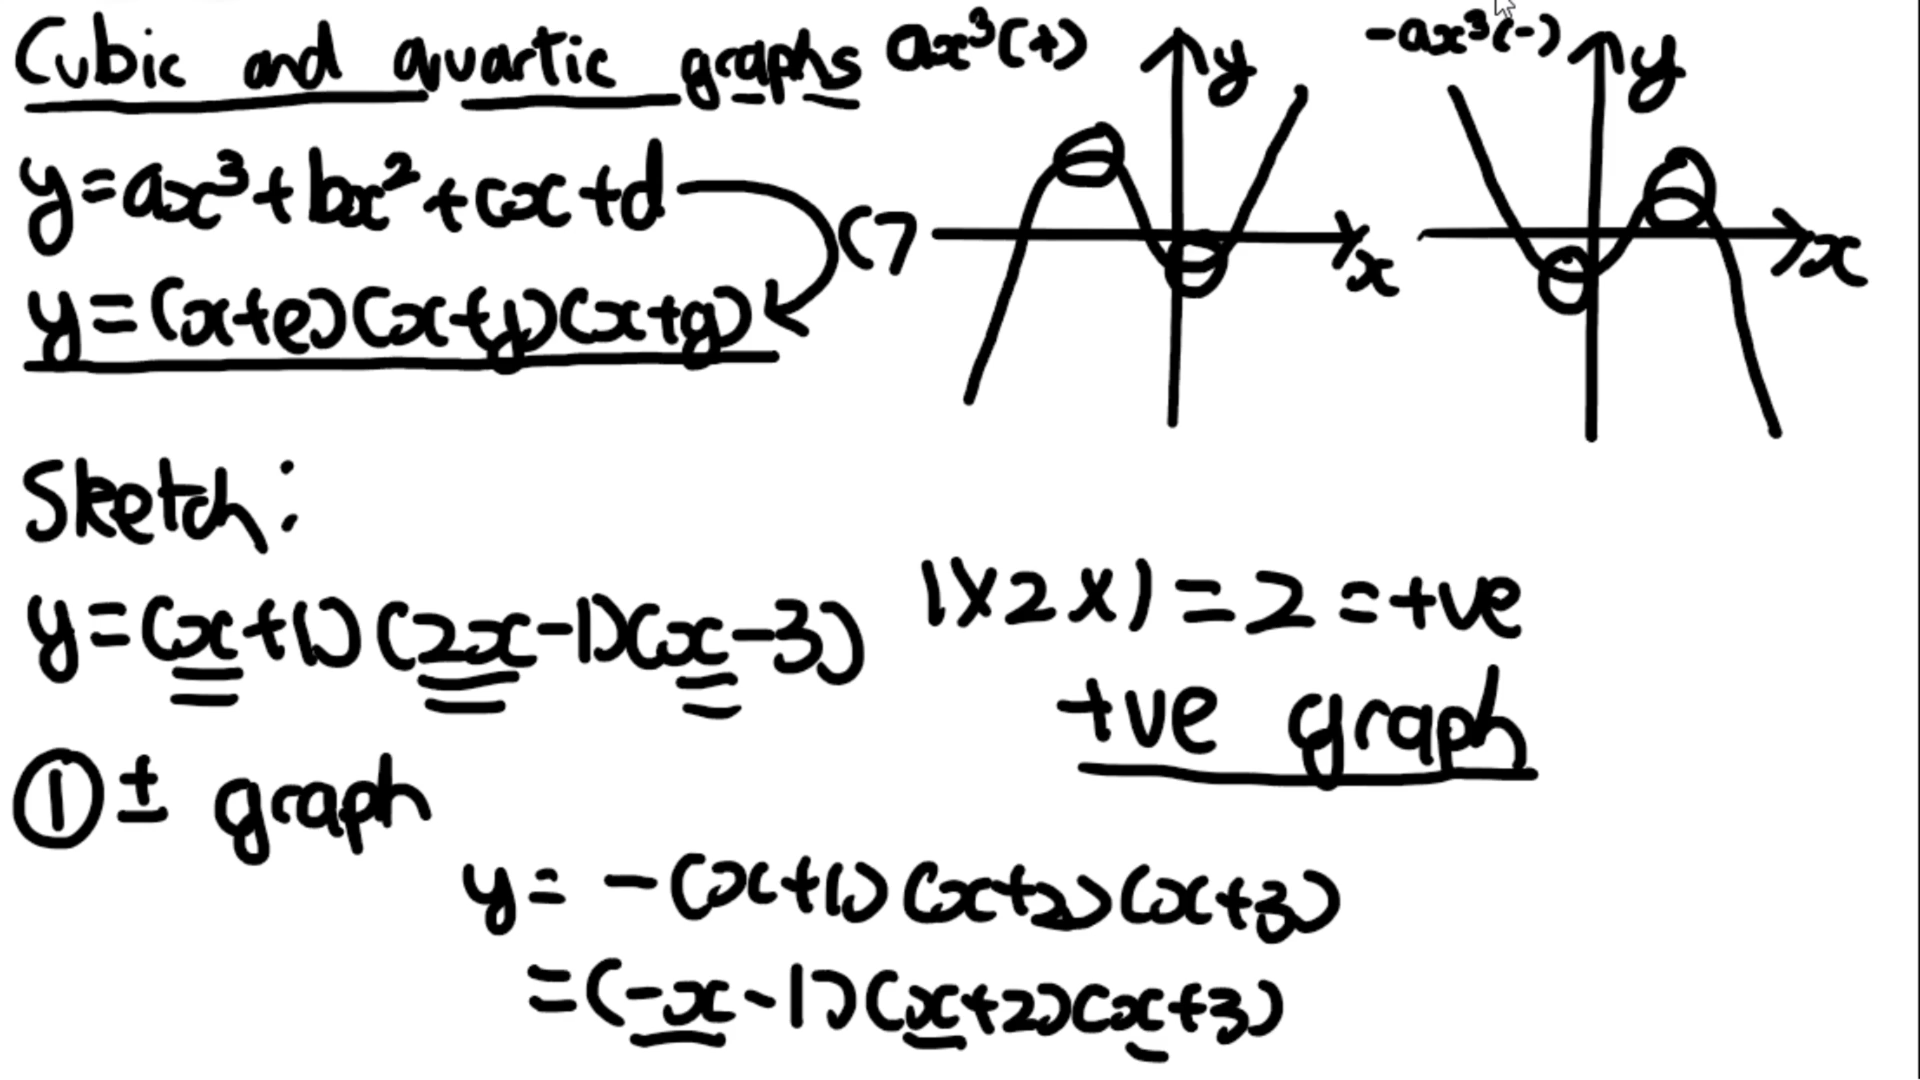 Cubic and quartic graphs
ax³(+)
y
x
-ax³(-)
y
x
y=ax³+bx²+cx+d
(7
y=(x+e)(x+f)(x+g)
Sketch:
y=(x+1)(2x-1)(x-3)
1×2×1=2=+ve
+ve graph
① ± graph
y=-(x+1)(x+2)(x+3)
=(-x-1)(x+2)(x+3)